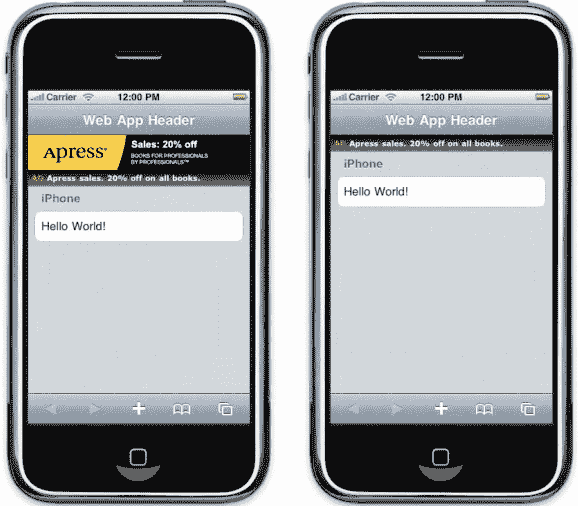 Carrier 12:00 PM
Web App Header
Apress®
Sales: 20% off
BOOKS FOR PROFESSIONALS
BY PROFESSIONALS™
Apress sales. 20% off on all books.
iPhone
Hello World!
Carrier 12:00 PM
Web App Header
Apress sales. 20% off on all books.
iPhone
Hello World!